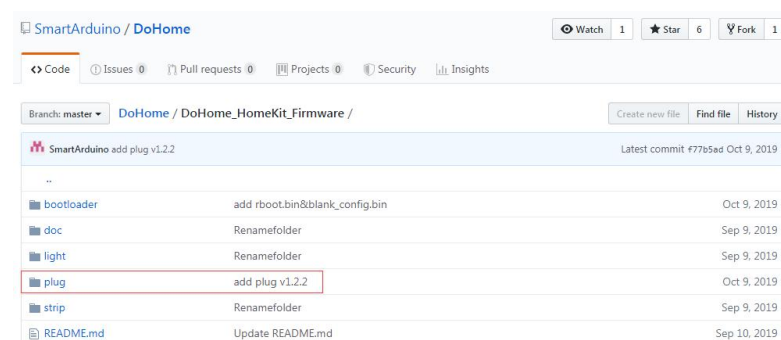 SmartArduino / DoHome Watch 1 Star 6 Fork 1
Code Issues 0 Pull requests 0 Projects 0 Security Insights
Branch: master DoHome / DoHome_HomeKit_Firmware / Create new file Find file History
SmartArduino add plug v1.2.2 Latest commit f77b5ad Oct 9, 2019
..
bootloader add rboot.bin&blank_config.bin Oct 9, 2019
doc Renamefolder Sep 9, 2019
light Renamefolder Sep 9, 2019
plug add plug v1.2.2 Oct 9, 2019
strip Renamefolder Sep 9, 2019
README.md Update README.md Sep 10, 2019